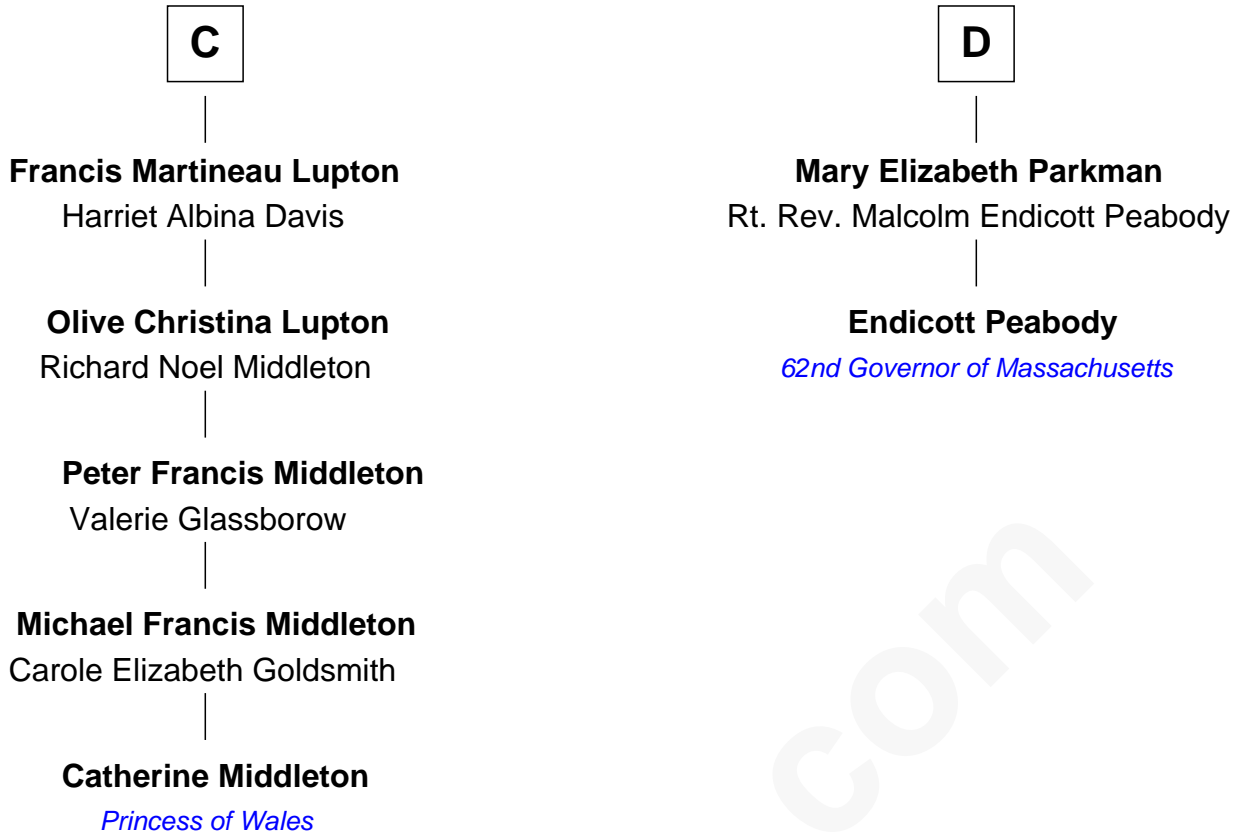 C
Francis Martineau Lupton
Harriet Albina Davis
Olive Christina Lupton
Richard Noel Middleton
Peter Francis Middleton
Valerie Glassborow
Michael Francis Middleton
Carole Elizabeth Goldsmith
Catherine Middleton
Princess of Wales
D
Mary Elizabeth Parkman
Rt. Rev. Malcolm Endicott Peabody
Endicott Peabody
62nd Governor of Massachusetts
com